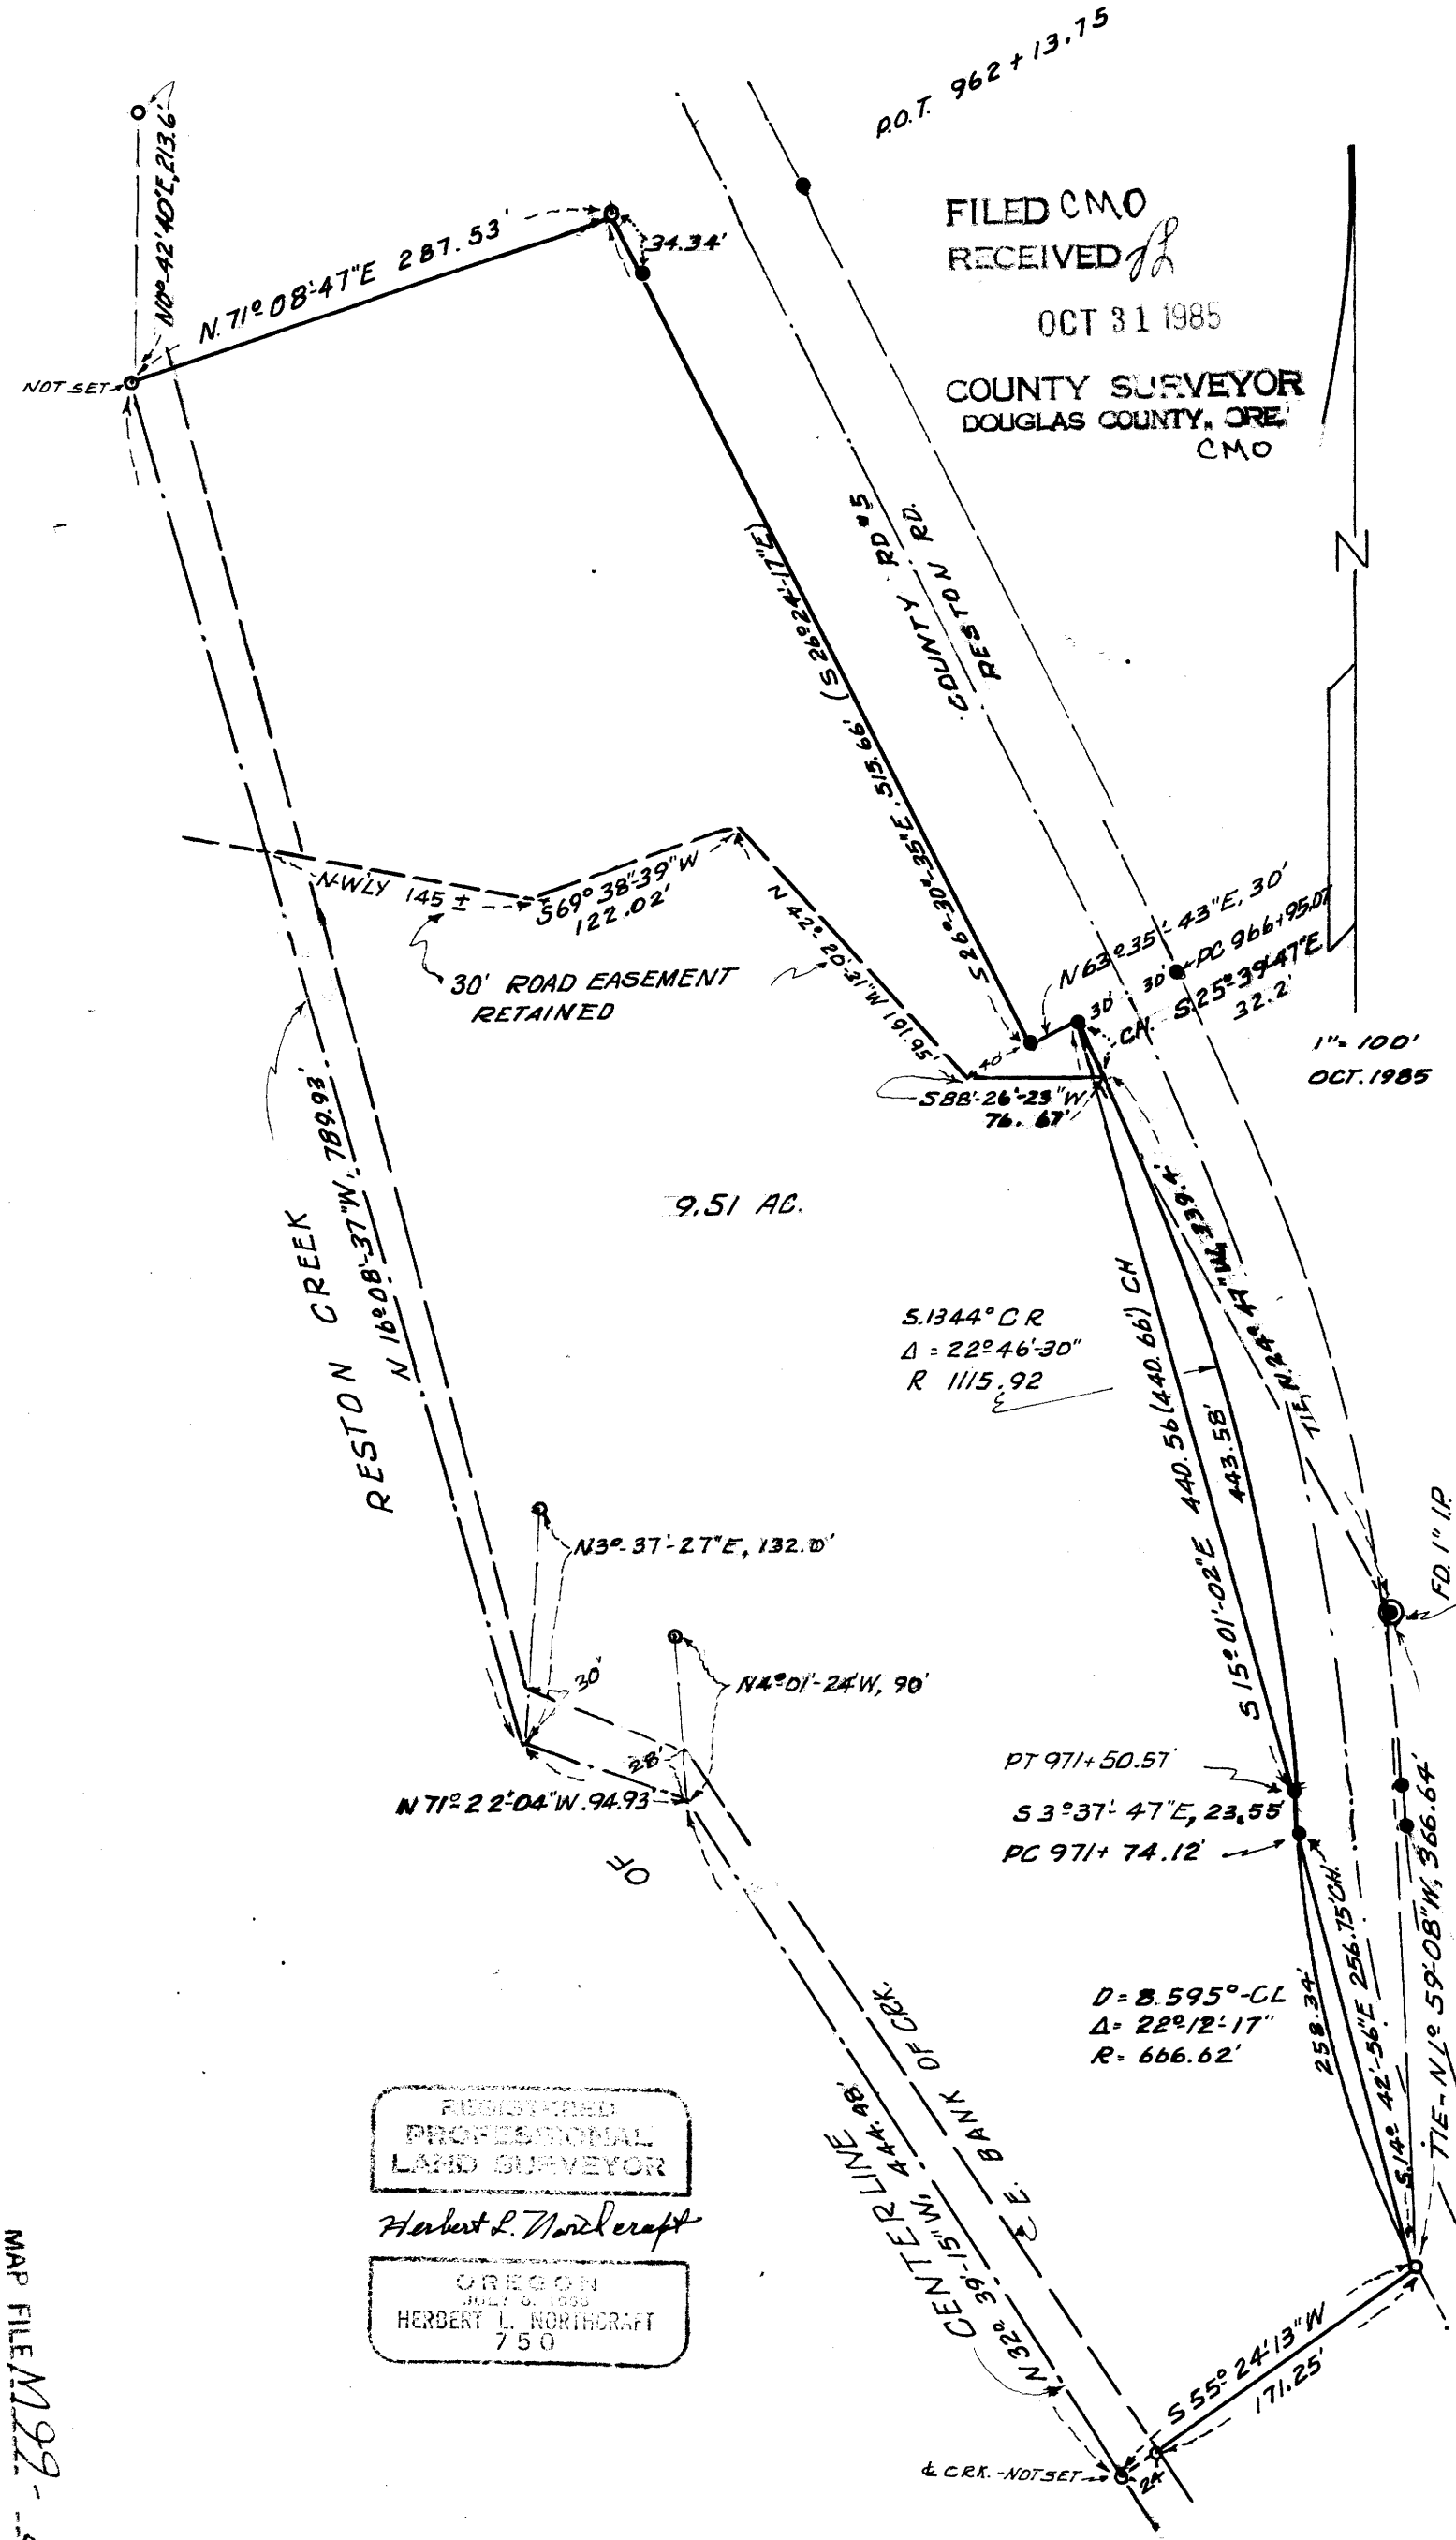 P.O.T. 962 + 13.75
N0°-42'40"E, 213.6'
N. 71° 08'-47"E 287.53'
34.34'
NOT SET
FILED CMO
RECEIVED
OCT 31 1985
COUNTY SURVEYOR
DOUGLAS COUNTY, ORE.
CMO
N
COUNTY RD #5
RESTON RD.
S 26°-30'-35"E. 515.66' (S 26°24'-17"E)
N-WLY 145 ±
S69° 38'-39"W
122.02'
30' ROAD EASEMENT
RETAINED
N 42°-20'-31"W 191.95'
N 63°35'-43"E, 30'
30' PC 966+95.07
30'
CH. S.25°-39'-47"E
32.2'
40'
S88°-26'-23"W
76.67'
1"= 100'
OCT. 1985
9.51 AC.
RESTON CREEK
N 16°08'-37"W, 789.93'
S.1344° C R
Δ = 22°46'-30"
R 1115.92
S 15°01'-02"E 440.56 (440.66') CH
443.58'
TIE, N.24° 47" W, 339.4'
FD. 1" I.P.
N3°-37'-27"E, 132.0'
30'
N4°01'-24"W, 90'
28'
N 71°22'-04"W. 94.93'
OF
PT 971+50.57
S 3°37'-47"E, 23.55'
PC 971+ 74.12'
D = 8.595°-CL
Δ= 22°12'-17"
R= 666.62'
258.34'
S.14° 42'-56"E 256.75'CH.
TIE-N 1° 59'-08"W, 366.64'
CENTERLINE
N 32° 39'-15"W, 444.48'
E. BANK OF CRK.
S 55° 24'13"W
171.25'
24'
℄ CRK. -NOT SET
REGISTERED
PROFESSIONAL
LAND SURVEYOR
Herbert L. Northcraft
OREGON
HERBERT L. NORTHCRAFT
750
MAP FILE M99-